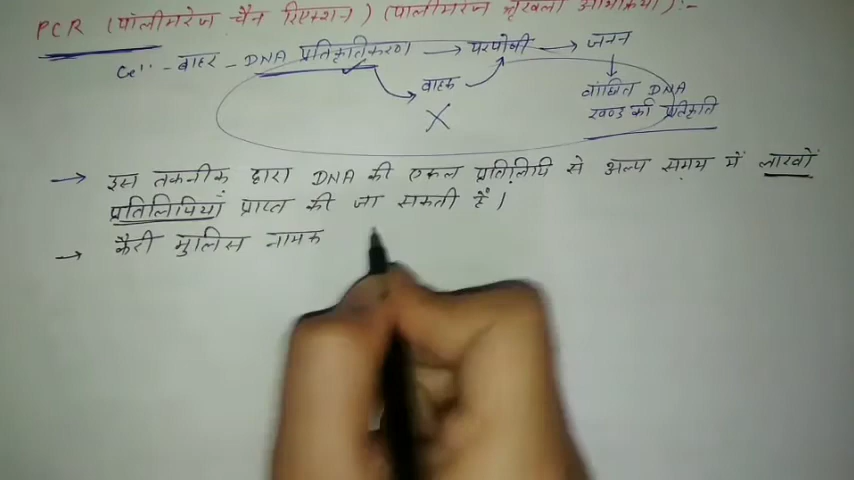 PCR (पॉलीमरेज चैन रिएक्शन) (पॉलीमरेज श्रृंखला अभिक्रिया) :-
Cell - बाहर - DNA प्रतिकृतिकरण → परपोषी → जनन
वाहक
X
वांछित DNA
खण्ड की प्रतिकृति
→ इस तकनीक द्वारा DNA की एकल प्रतिलिपि से अल्प समय में लाखों
प्रतिलिपियाँ प्राप्त की जा सकती हैं।
→ कैरी मुलिस नामक